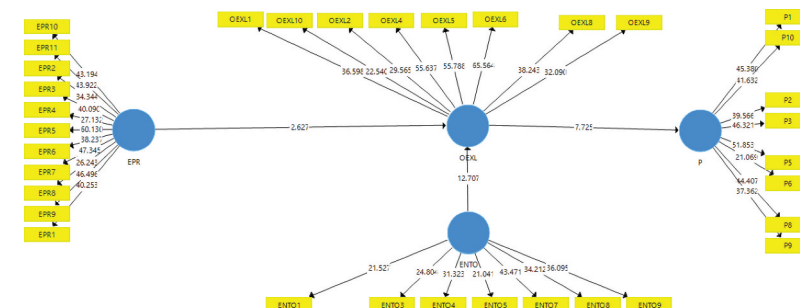 OEXL1 OEXL10 OEXL2 OEXL4 OEXL5 OEXL6 OEXL8 OEXL9
P1
P10
P2
P3
P5
P6
P8
P9
EPR10
EPR11
EPR2
EPR3
EPR4
EPR5
EPR6
EPR7
EPR8
EPR9
EPR1
43.194
43.922
34.344
40.090
27.132
50.130
38.237
47.345
26.243
46.496
40.253
36.598 22.540 29.565 55.637 55.788 65.564 38.243 32.090
45.380
41.632
39.566
46.321
51.853
21.069
44.407
37.362
2.627
7.725
12.707
EPR
OEXL
P
ENTO
21.527 24.804 31.323 21.041 43.471 34.212 36.095
ENTO1 ENTO3 ENTO4 ENTO5 ENTO7 ENTO8 ENTO9